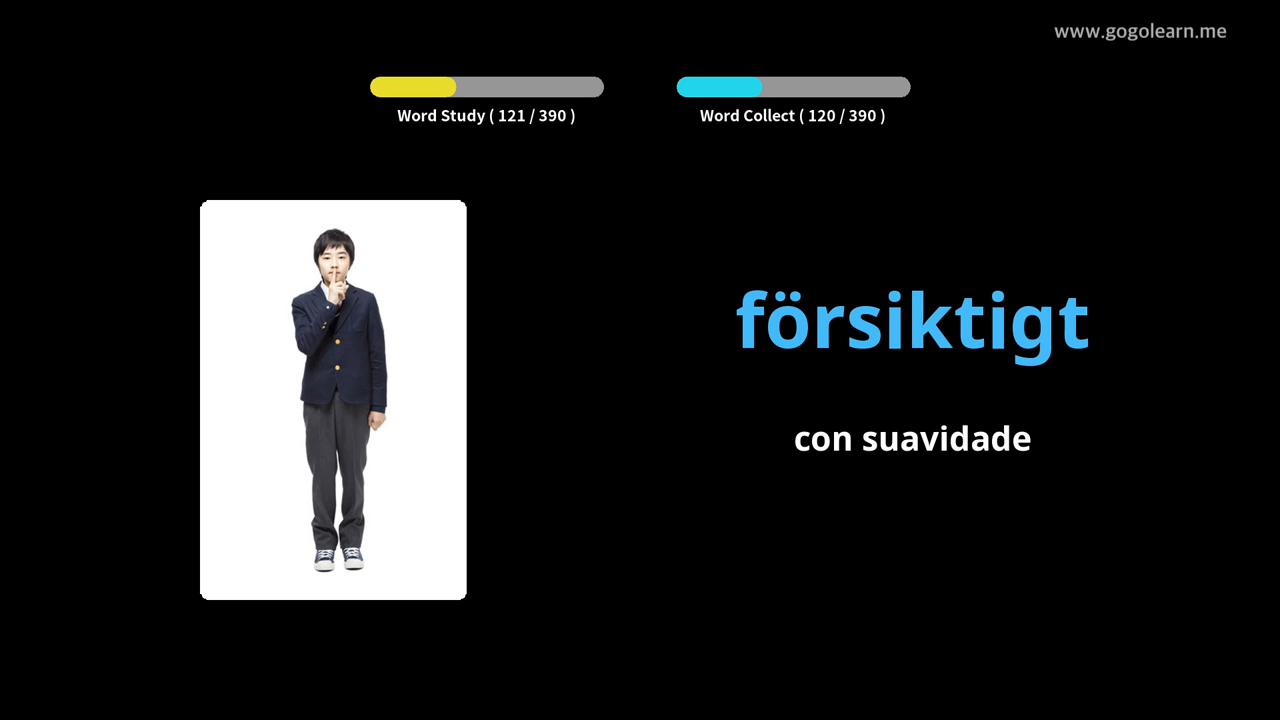 www.gogolearn.me
Word Study ( 121 / 390 )
Word Collect ( 120 / 390 )
försiktigt
con suavidade